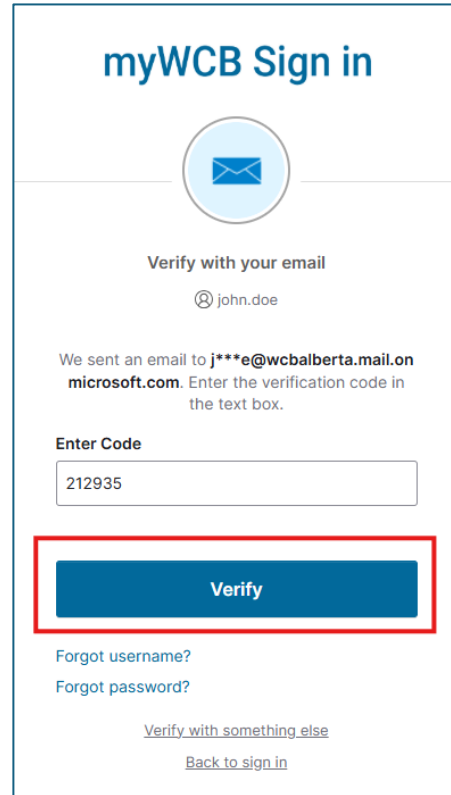 myWCB Sign in
Verify with your email
john.doe
We sent an email to j***e@wcbalberta.mail.on
microsoft.com. Enter the verification code in
the text box.
Enter Code
212935
Verify
Forgot username?
Forgot password?
Verify with something else
Back to sign in